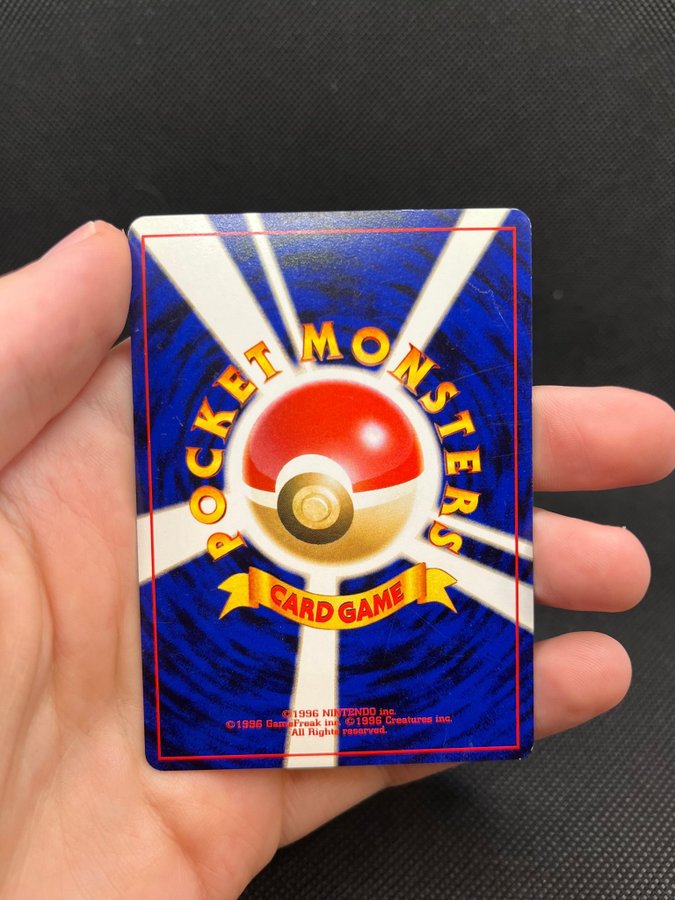 POCKET MONSTERS
CARD GAME
©1996 NINTENDO inc.
©1996 GameFreak inc. ©1996 Creatures inc.
All Rights reserved.